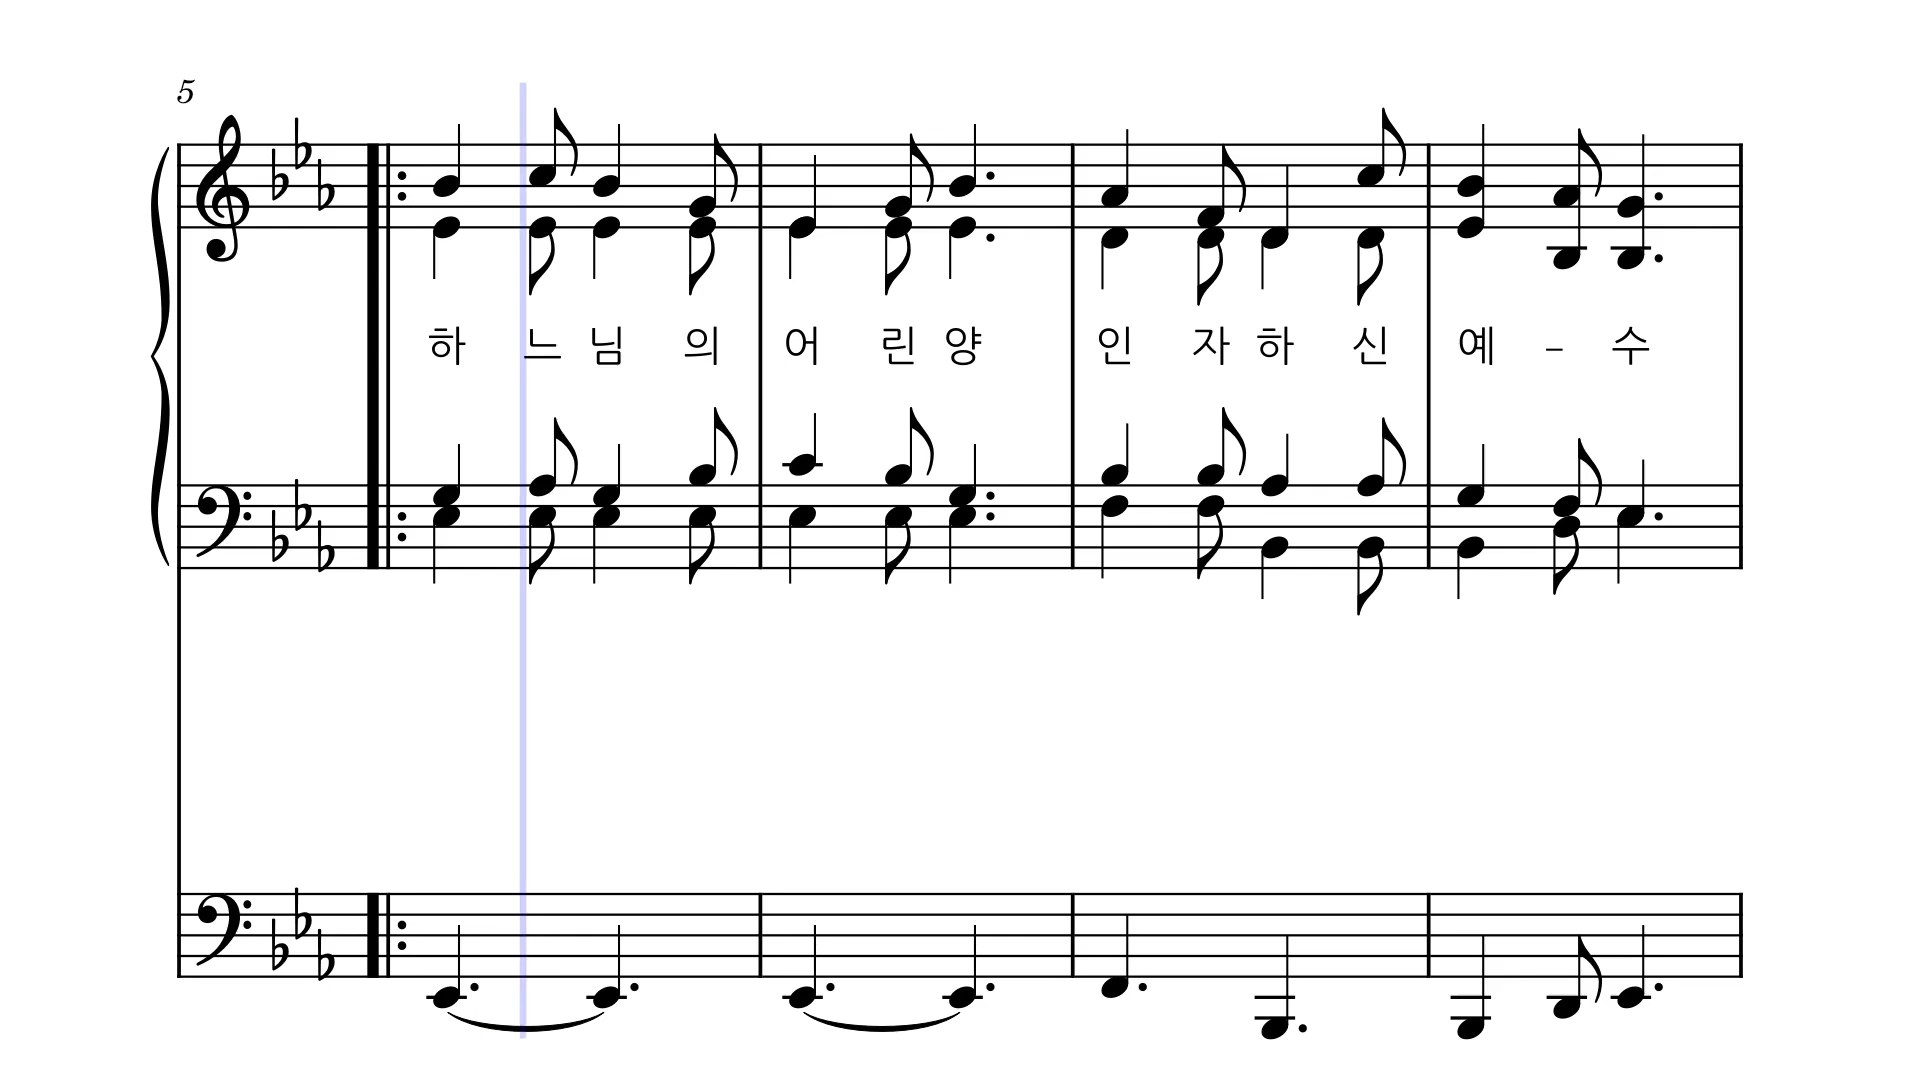 5
하 느 님 의 어 린 양 인 자 하 신 예 - 수